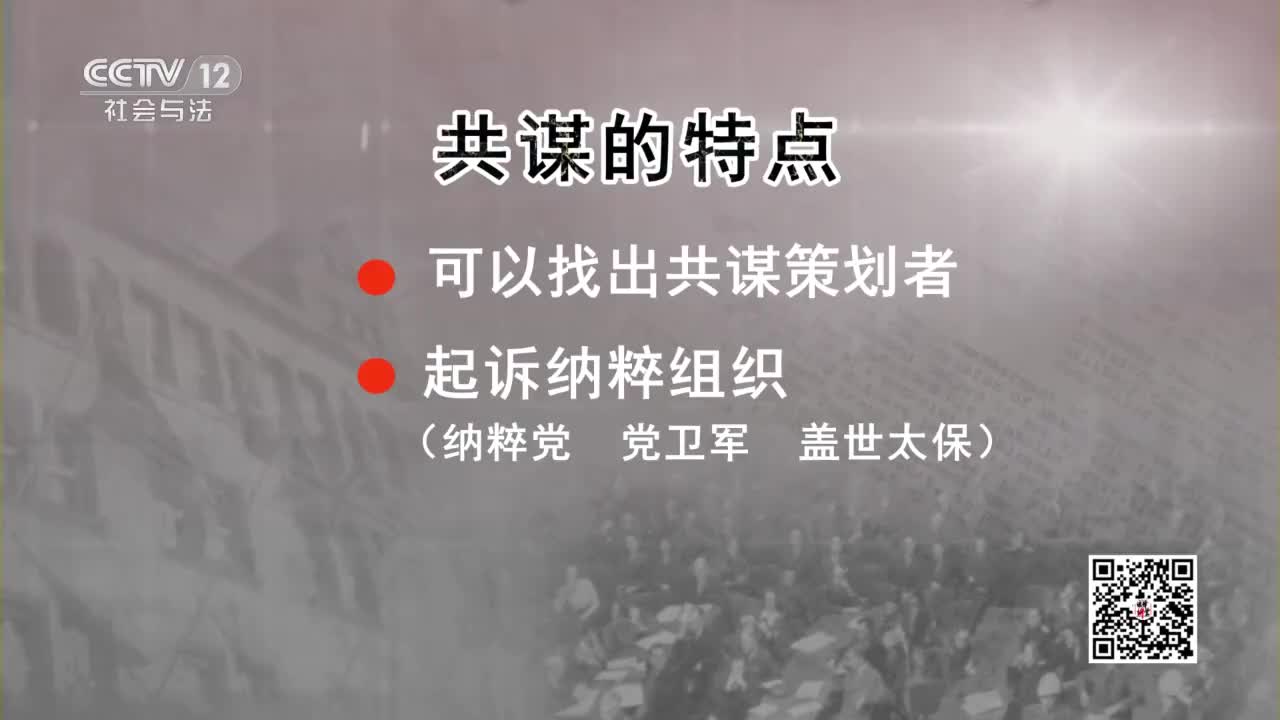 CCTV 12
社会与法
共谋的特点
可以找出共谋策划者
起诉纳粹组织
（纳粹党 党卫军 盖世太保）